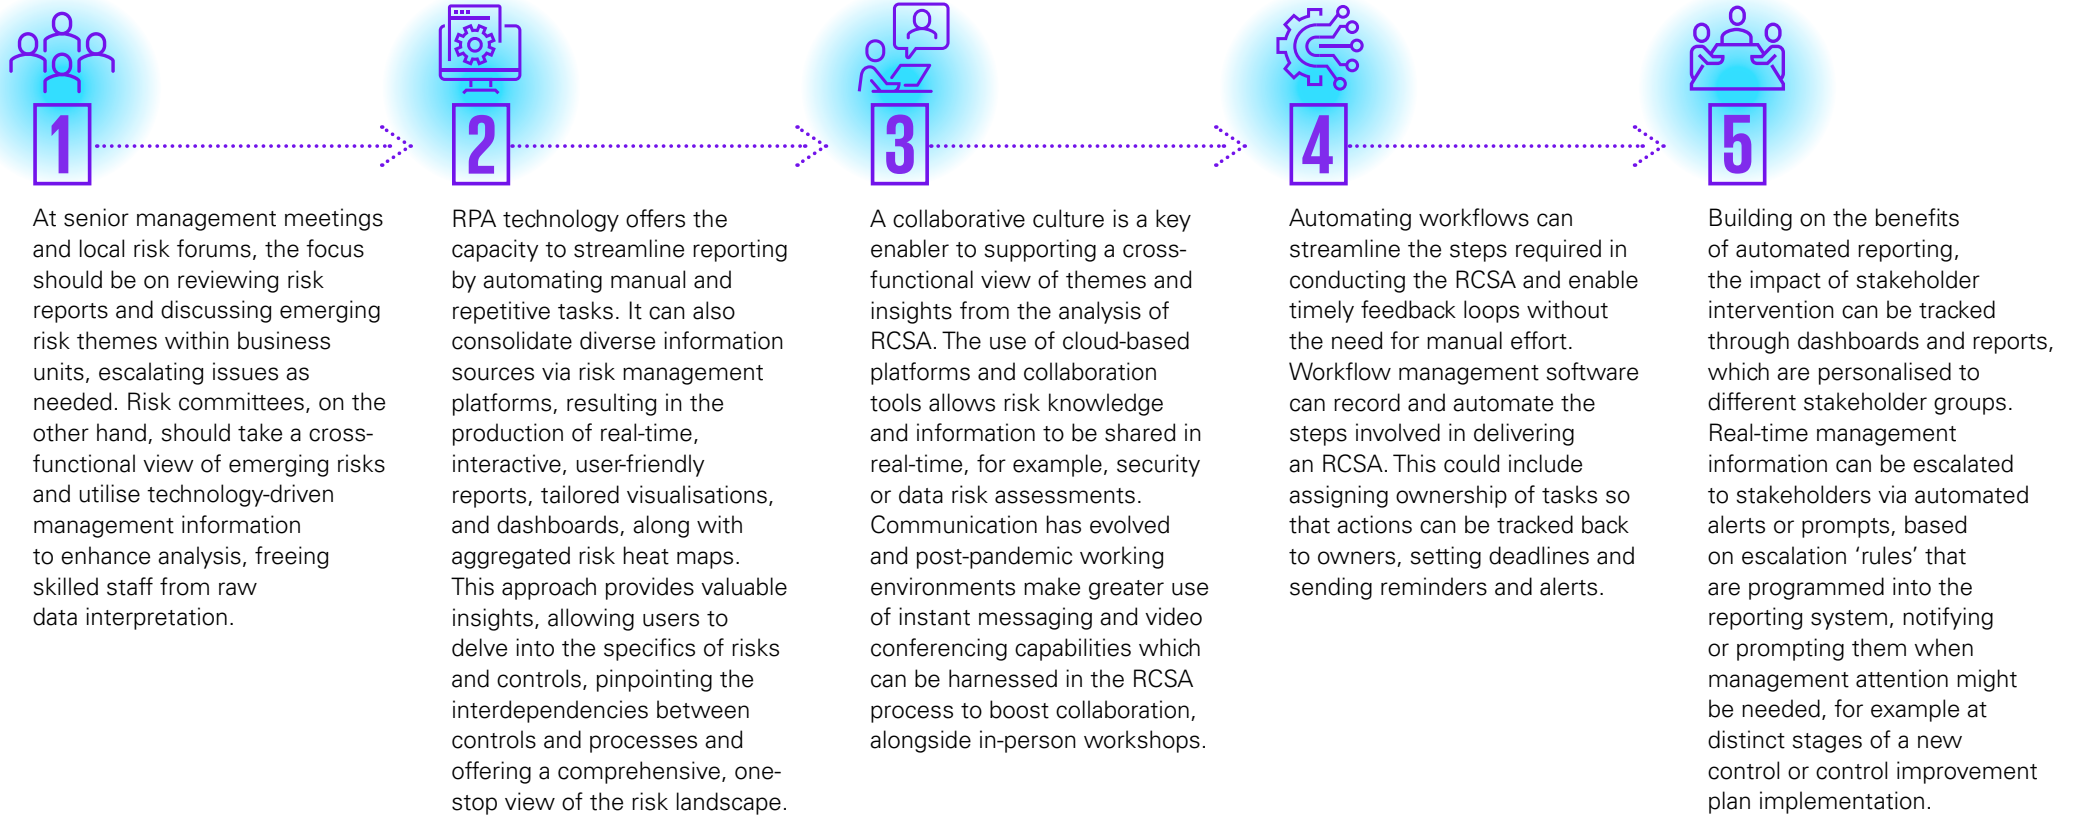 1
At senior management meetings
and local risk forums, the focus
should be on reviewing risk
reports and discussing emerging
risk themes within business
units, escalating issues as
needed. Risk committees, on the
other hand, should take a cross-
functional view of emerging risks
and utilise technology-driven
management information
to enhance analysis, freeing
skilled staff from raw
data interpretation.
2
RPA technology offers the
capacity to streamline reporting
by automating manual and
repetitive tasks. It can also
consolidate diverse information
sources via risk management
platforms, resulting in the
production of real-time,
interactive, user-friendly
reports, tailored visualisations,
and dashboards, along with
aggregated risk heat maps.
This approach provides valuable
insights, allowing users to
delve into the specifics of risks
and controls, pinpointing the
interdependencies between
controls and processes and
offering a comprehensive, one-
stop view of the risk landscape.
3
A collaborative culture is a key
enabler to supporting a cross-
functional view of themes and
insights from the analysis of
RCSA. The use of cloud-based
platforms and collaboration
tools allows risk knowledge
and information to be shared in
real-time, for example, security
or data risk assessments.
Communication has evolved
and post-pandemic working
environments make greater use
of instant messaging and video
conferencing capabilities which
can be harnessed in the RCSA
process to boost collaboration,
alongside in-person workshops.
4
Automating workflows can
streamline the steps required in
conducting the RCSA and enable
timely feedback loops without
the need for manual effort.
Workflow management software
can record and automate the
steps involved in delivering
an RCSA. This could include
assigning ownership of tasks so
that actions can be tracked back
to owners, setting deadlines and
sending reminders and alerts.
5
Building on the benefits
of automated reporting,
the impact of stakeholder
intervention can be tracked
through dashboards and reports,
which are personalised to
different stakeholder groups.
Real-time management
information can be escalated
to stakeholders via automated
alerts or prompts, based
on escalation ‘rules’ that
are programmed into the
reporting system, notifying
or prompting them when
management attention might
be needed, for example at
distinct stages of a new
control or control improvement
plan implementation.